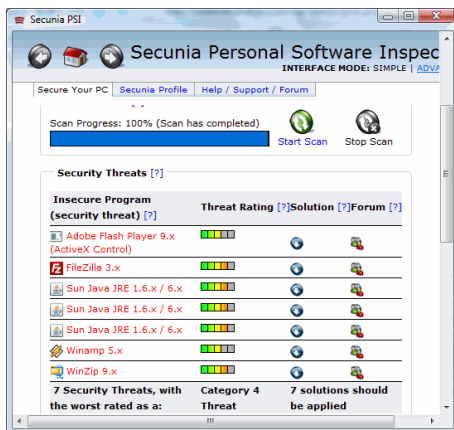 Secunia PSI
Secunia Personal Software Inspec
INTERFACE MODE: SIMPLE | ADVA
Secure Your PC Secunia Profile Help / Support / Forum
Scan Progress: 100% (Scan has completed)
Start Scan Stop Scan
Security Threats [?]
Insecure Program
(security threat) [?] Threat Rating [?] Solution [?] Forum [?]
Adobe Flash Player 9.x
(ActiveX Control)
FileZilla 3.x
Sun Java JRE 1.6.x / 6.x
Sun Java JRE 1.6.x / 6.x
Sun Java JRE 1.6.x / 6.x
Winamp 5.x
WinZip 9.x
7 Security Threats, with Category 4 7 solutions should
the worst rated as a: Threat be applied